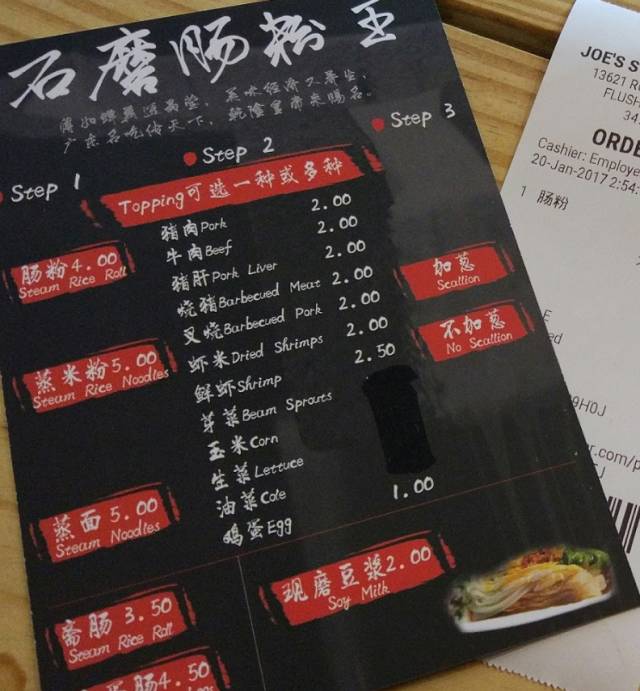 石磨肠粉王
Step 1
Step 2
Step 3
Topping可选一种或多种
肠粉 4.00
Steam Rice Roll
蒸米粉 5.00
Steam Rice Noodles
蒸面 5.00
Steam Noodles
斋肠 3.50
Steam Rice Roll
肠 4.50
猪肉Pork 2.00
牛肉Beef 2.00
猪肝Pork Liver 2.00
烧猪Barbecued Meat 2.00
叉烧Barbecued Pork 2.00
虾米Dried Shrimps 2.00
鲜虾Shrimp 2.50
芽菜Beam Sprouts
玉米Corn
生菜Lettuce
油菜Cole
鸡蛋Egg 1.00
加葱
Scallion
不加葱
No Scallion
现磨豆浆 2.00
Soy Milk
JOE'S S
13621 R
FLUSH
34
ORDE
Cashier: Employe
20-Jan-2017 2:54:
1 肠粉